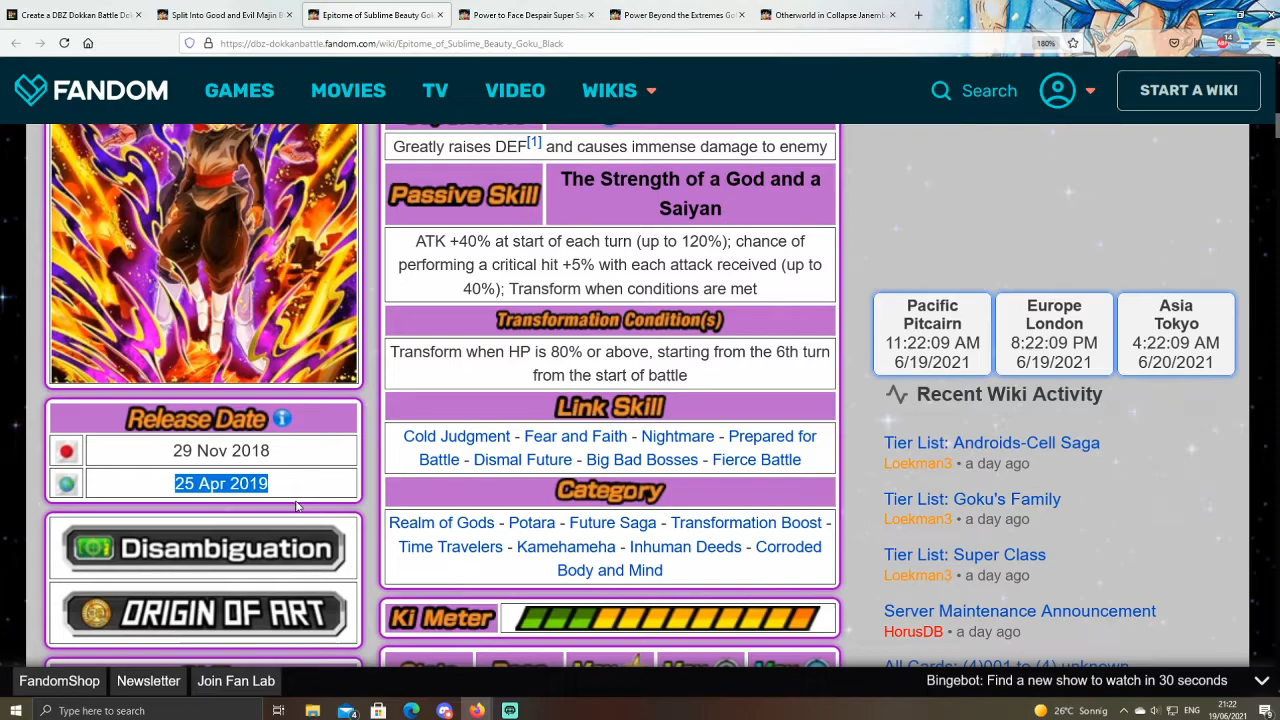 Create a DBZ Dokkan Battle Dok
Split Into Good and Evil Majin B
Epitome of Sublime Beauty Gok
Power to Face Despair Super Sa
Power Beyond the Extremes Go
Otherworld in Collapse Janemb
https://dbz-dokkanbattle.fandom.com/wiki/Epitome_of_Sublime_Beauty_Goku_Black
180%
14
FANDOM
GAMES
MOVIES
TV
VIDEO
WIKIS
Search
START A WIKI
Greatly raises DEF[1] and causes immense damage to enemy
Passive Skill
The Strength of a God and a
Saiyan
ATK +40% at start of each turn (up to 120%); chance of
performing a critical hit +5% with each attack received (up to
40%); Transform when conditions are met
Transformation Condition(s)
Transform when HP is 80% or above, starting from the 6th turn
from the start of battle
Link Skill
Cold Judgment - Fear and Faith - Nightmare - Prepared for
Battle - Dismal Future - Big Bad Bosses - Fierce Battle
Category
Realm of Gods - Potara - Future Saga - Transformation Boost -
Time Travelers - Kamehameha - Inhuman Deeds - Corroded
Body and Mind
Ki Meter
Release Date
29 Nov 2018
25 Apr 2019
Disambiguation
ORIGIN OF ART
Pacific
Pitcairn
11:22:09 AM
6/19/2021
Europe
London
8:22:09 PM
6/19/2021
Asia
Tokyo
4:22:09 AM
6/20/2021
Recent Wiki Activity
Tier List: Androids-Cell Saga
Loekman3 • a day ago
Tier List: Goku's Family
Loekman3 • a day ago
Tier List: Super Class
Loekman3 • a day ago
Server Maintenance Announcement
HorusDB • a day ago
All Cards: (4)001 to (4) unknown
FandomShop
Newsletter
Join Fan Lab
Bingebot: Find a new show to watch in 30 seconds
Type here to search
26°C Sonnig
21:22
19/06/2021